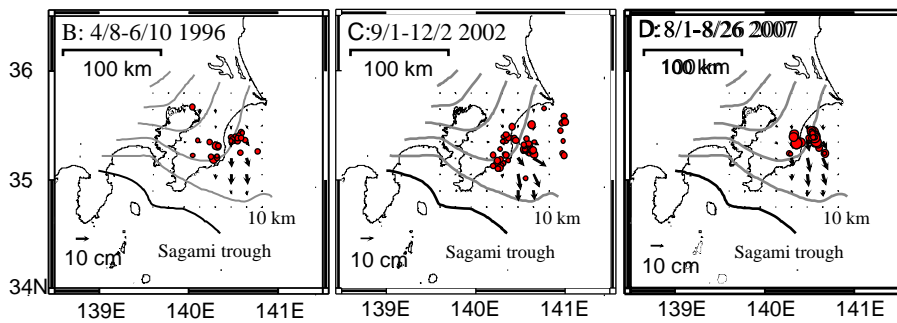 B: 4/8-6/10 1996
100 km
10 km
Sagami trough
10 cm
C:9/1-12/2 2002
100 km
10 km
Sagami trough
10 cm
D: 8/1-8/26 2007
100 km
10 km
Sagami trough
10 cm
36
35
34N
139E 140E 141E
139E 140E 141E
139E 140E 141E